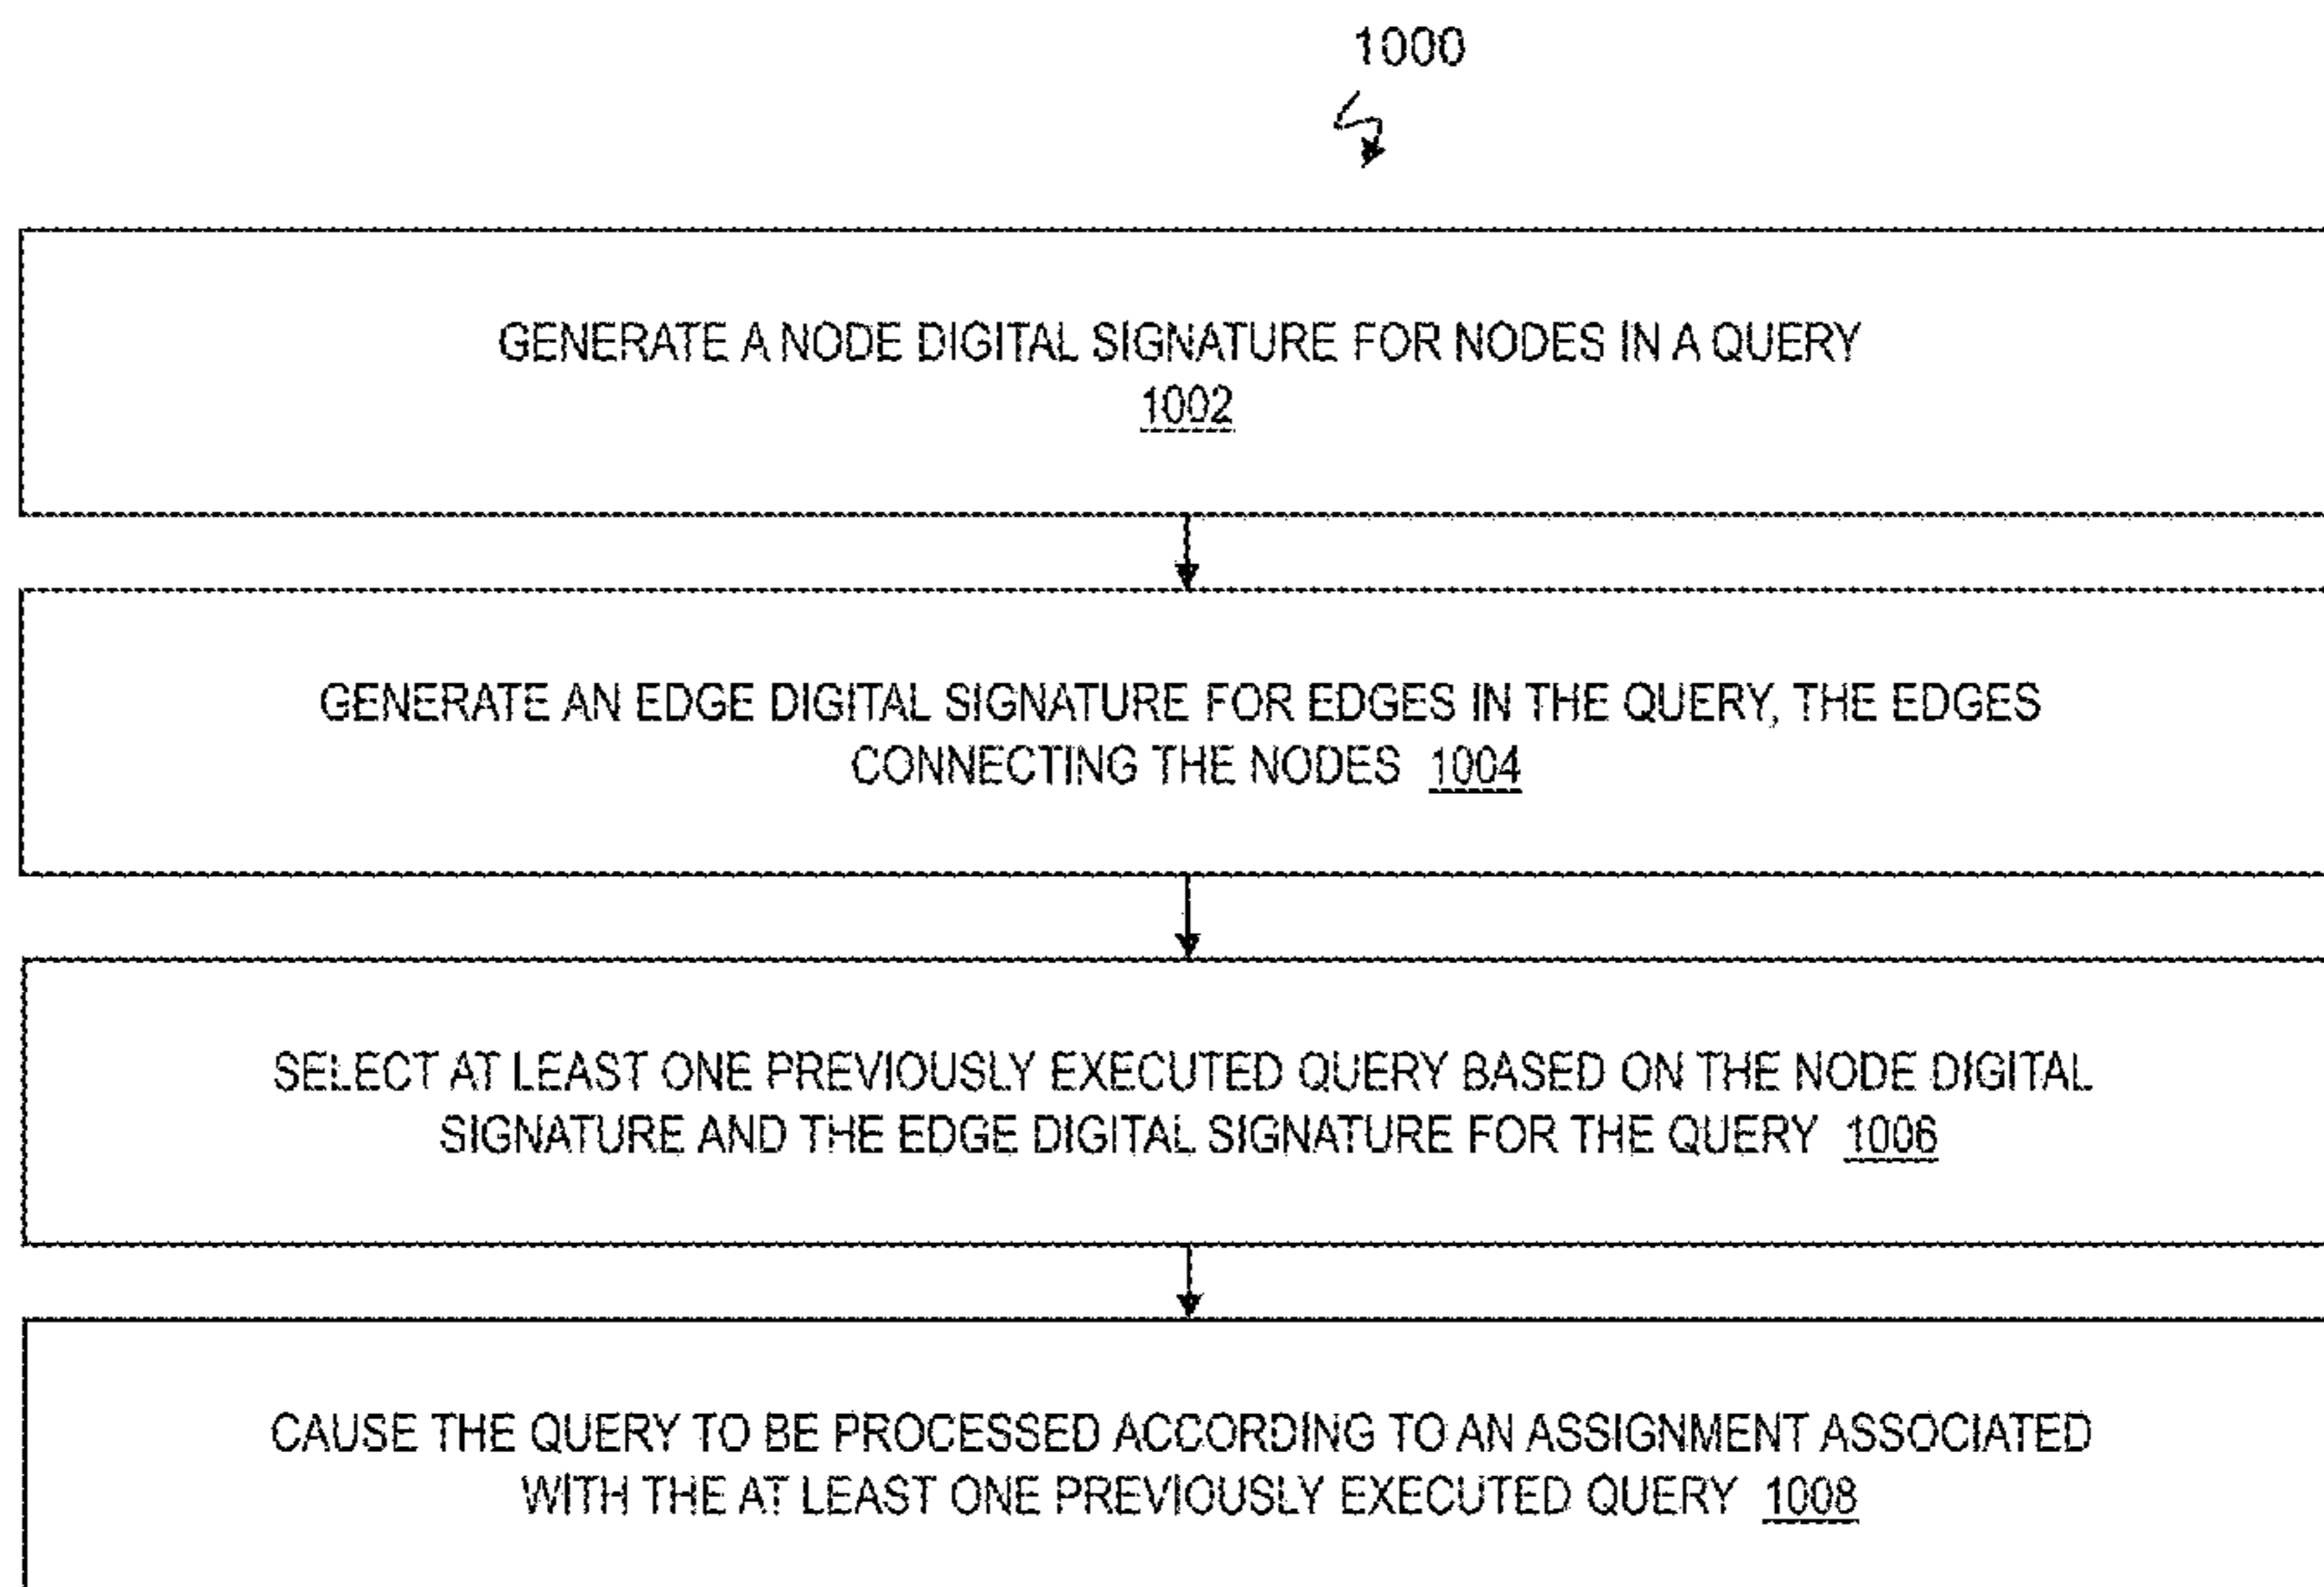 1000
GENERATE A NODE DIGITAL SIGNATURE FOR NODES IN A QUERY
1002
GENERATE AN EDGE DIGITAL SIGNATURE FOR EDGES IN THE QUERY, THE EDGES
CONNECTING THE NODES 1004
SELECT AT LEAST ONE PREVIOUSLY EXECUTED QUERY BASED ON THE NODE DIGITAL
SIGNATURE AND THE EDGE DIGITAL SIGNATURE FOR THE QUERY 1006
CAUSE THE QUERY TO BE PROCESSED ACCORDING TO AN ASSIGNMENT ASSOCIATED
WITH THE AT LEAST ONE PREVIOUSLY EXECUTED QUERY 1008